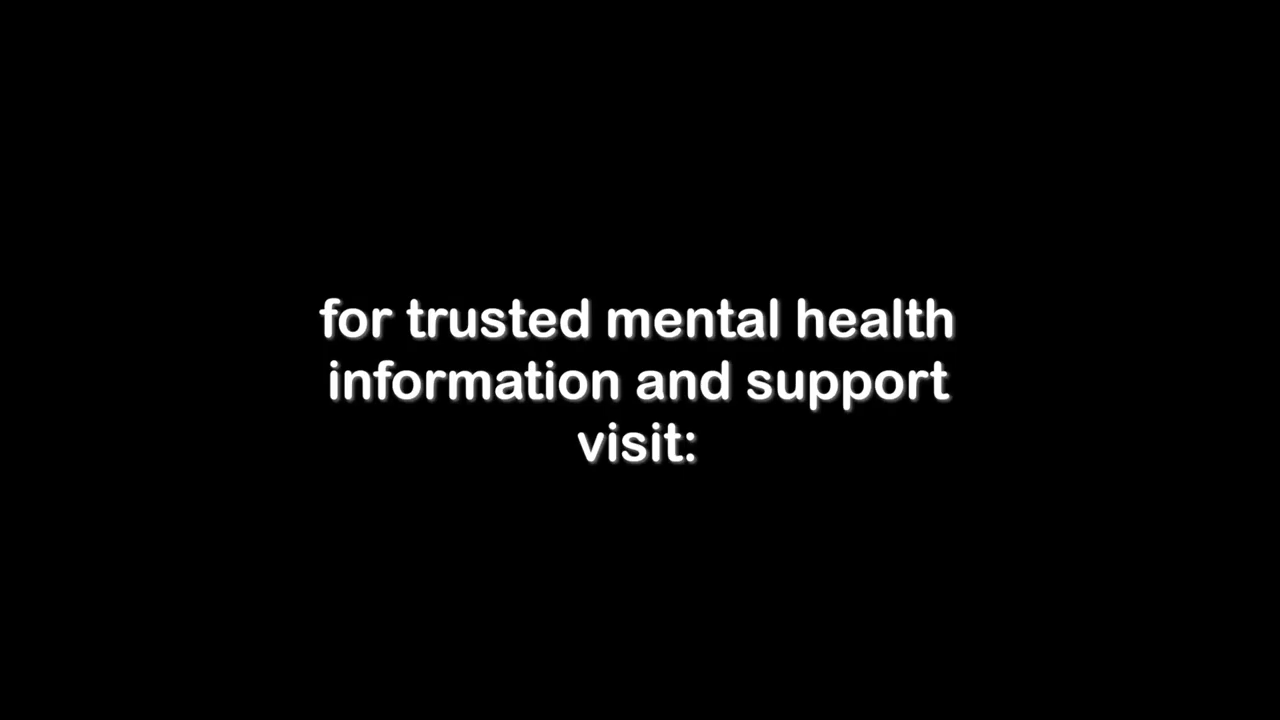 for trusted mental health
information and support
visit: